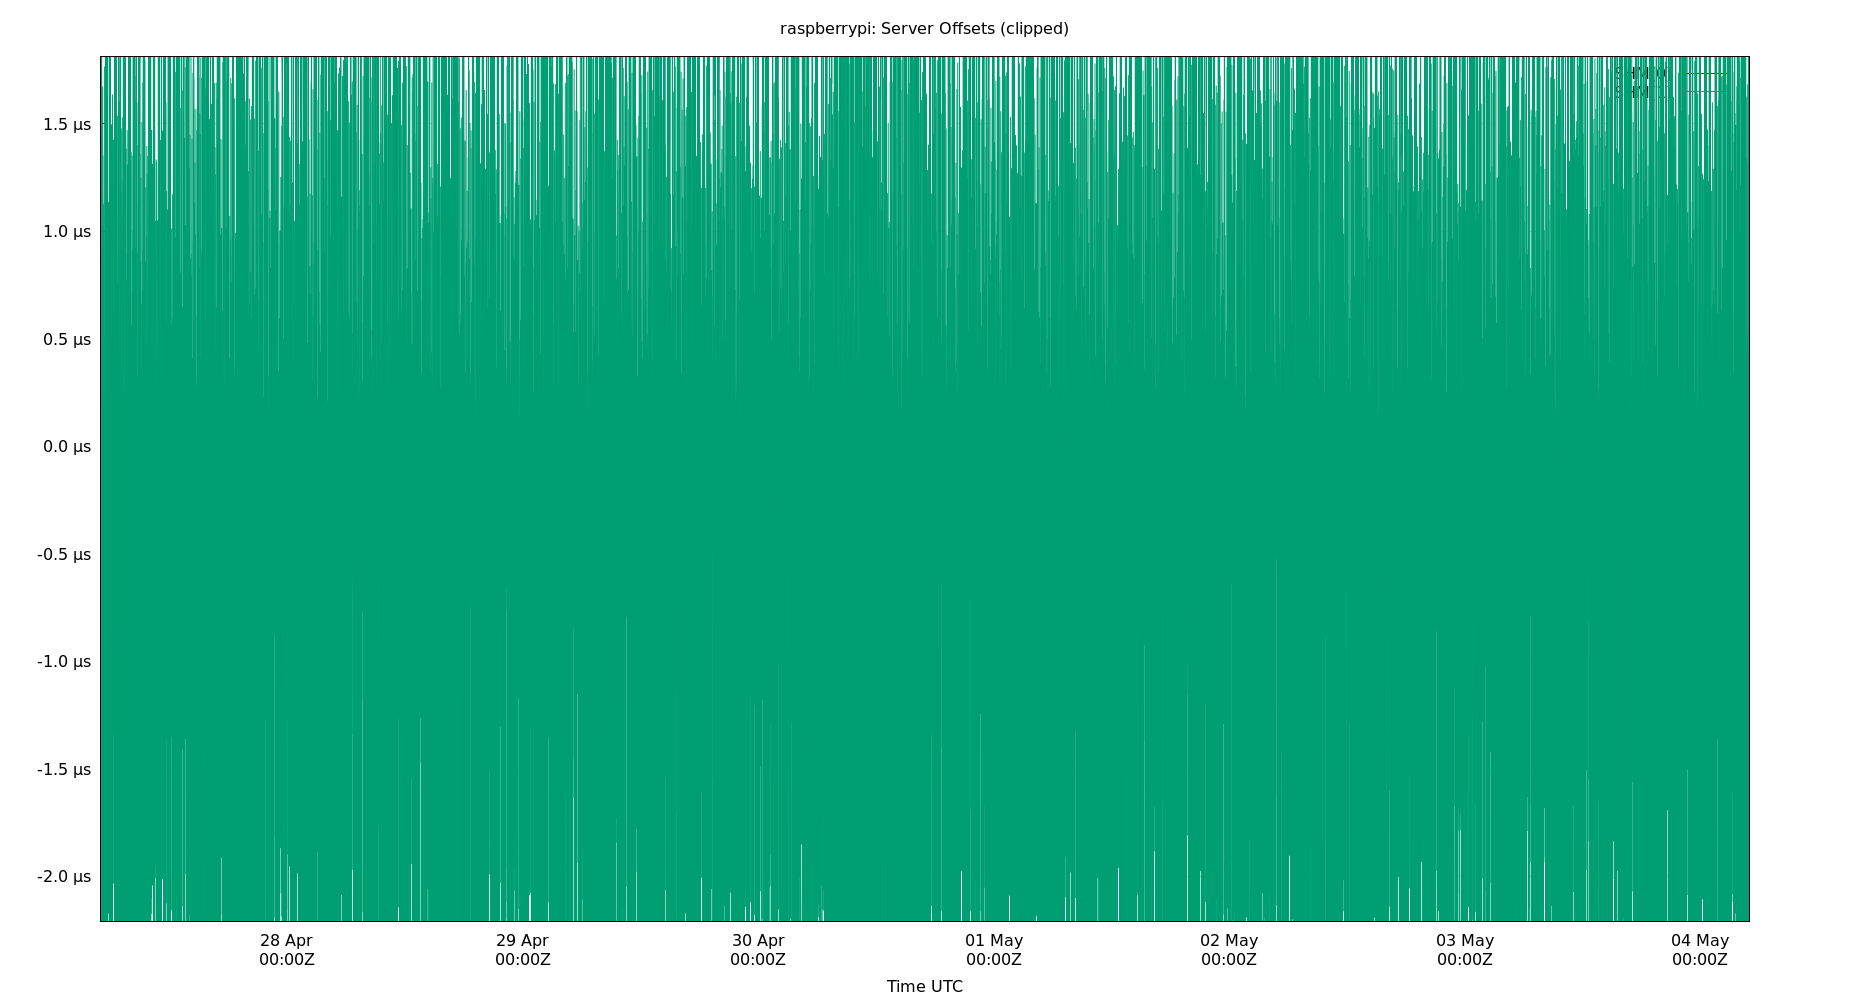 raspberrypi: Server Offsets (clipped)
1.5 µs
1.0 µs
0.5 µs
0.0 µs
-0.5 µs
-1.0 µs
-1.5 µs
-2.0 µs
28 Apr 29 Apr 30 Apr 01 May 02 May 03 May 04 May
00:00Z 00:00Z 00:00Z 00:00Z 00:00Z 00:00Z 00:00Z
Time UTC